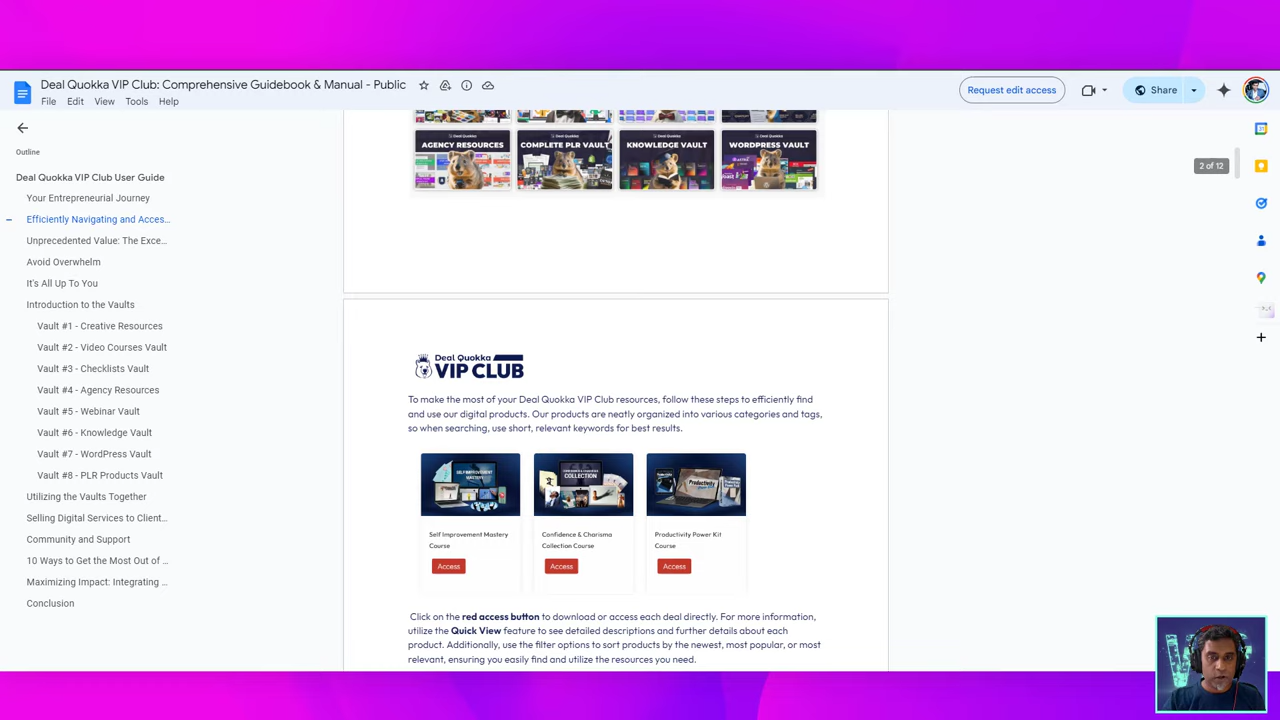 Deal Quokka VIP Club: Comprehensive Guidebook & Manual - Public
File Edit View Tools Help
Request edit access
Share
Outline
Deal Quokka VIP Club User Guide
Your Entrepreneurial Journey
Efficiently Navigating and Acces...
Unprecedented Value: The Exce...
Avoid Overwhelm
It's All Up To You
Introduction to the Vaults
Vault #1 - Creative Resources
Vault #2 - Video Courses Vault
Vault #3 - Checklists Vault
Vault #4 - Agency Resources
Vault #5 - Webinar Vault
Vault #6 - Knowledge Vault
Vault #7 - WordPress Vault
Vault #8 - PLR Products Vault
Utilizing the Vaults Together
Selling Digital Services to Client...
Community and Support
10 Ways to Get the Most Out of ...
Maximizing Impact: Integrating ...
Conclusion
2 of 12
AGENCY RESOURCES
COMPLETE PLR VAULT
KNOWLEDGE VAULT
WORDPRESS VAULT
Deal Quokka
VIP CLUB
To make the most of your Deal Quokka VIP Club resources, follow these steps to efficiently find
and use our digital products. Our products are neatly organized into various categories and tags,
so when searching, use short, relevant keywords for best results.
Self Improvement Mastery
Course
Access
Confidence & Charisma
Collection Course
Access
Productivity Power Kit
Course
Access
Click on the red access button to download or access each deal directly. For more information,
utilize the Quick View feature to see detailed descriptions and further details about each
product. Additionally, use the filter options to sort products by the newest, most popular, or most
relevant, ensuring you easily find and utilize the resources you need.